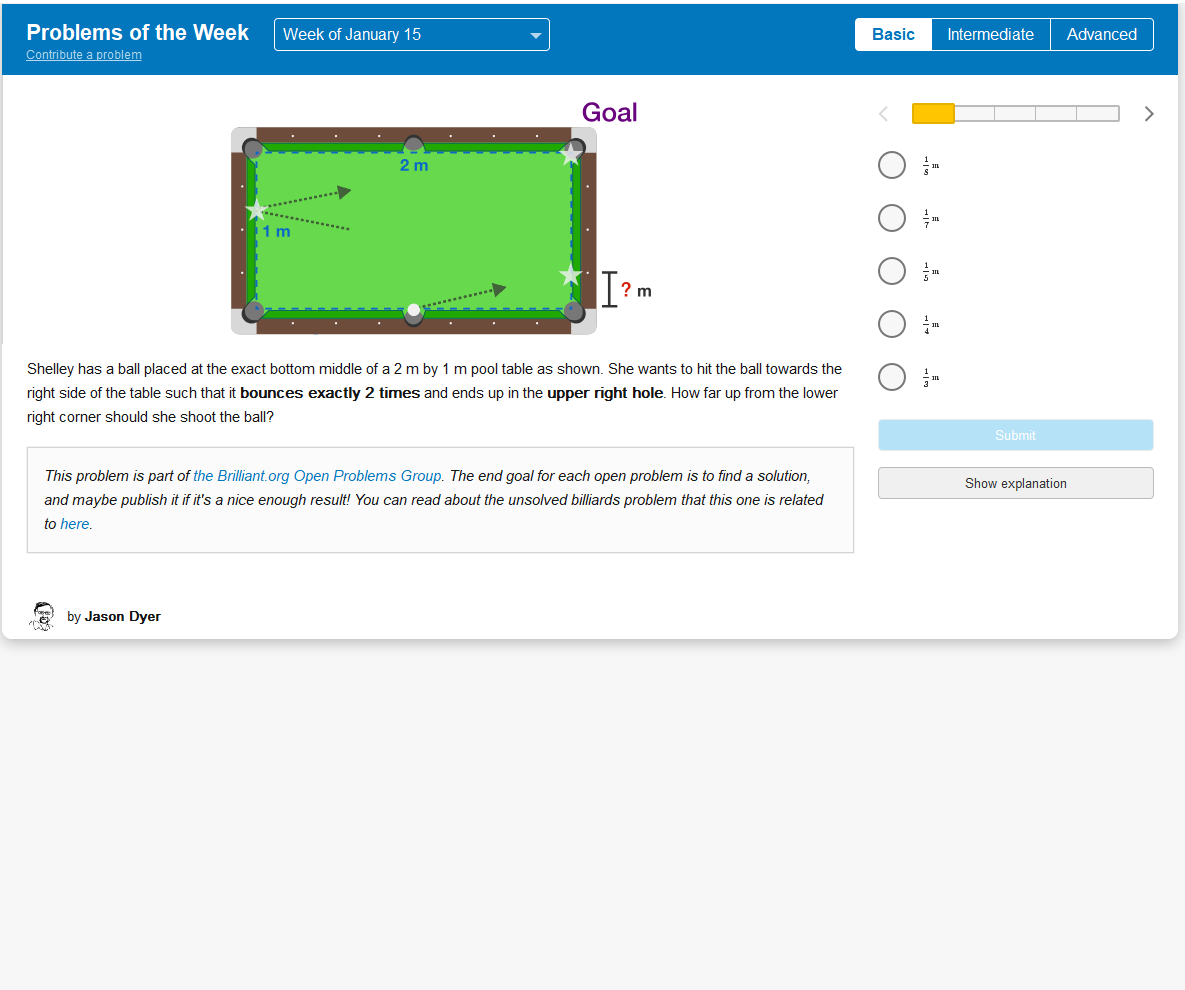 Problems of the Week
Week of January 15
Basic
Intermediate
Advanced
Contribute a problem
Goal
2 m
1 m
? m
1/8 m
1/7 m
1/5 m
1/4 m
1/3 m
Shelley has a ball placed at the exact bottom middle of a 2 m by 1 m pool table as shown. She wants to hit the ball towards the
right side of the table such that it bounces exactly 2 times and ends up in the upper right hole. How far up from the lower
right corner should she shoot the ball?
Submit
Show explanation
This problem is part of the Brilliant.org Open Problems Group. The end goal for each open problem is to find a solution,
and maybe publish it if it's a nice enough result! You can read about the unsolved billiards problem that this one is related
to here.
by Jason Dyer